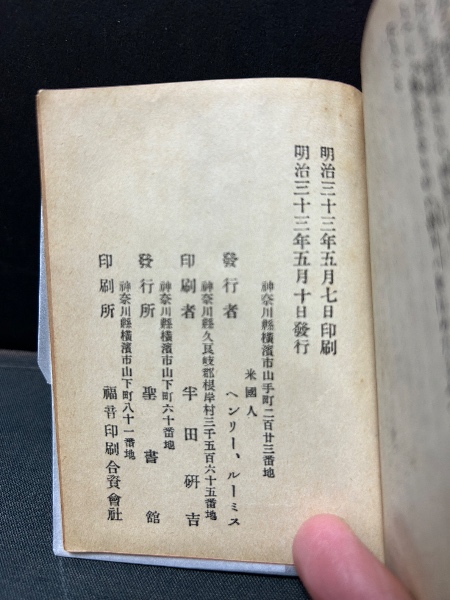 明治三十三年五月七日印刷
明治三十三年五月十日發行
神奈川縣橫濱市山手町二百廿三番地
米國人
發行者 ヘンリー、ルーミス
神奈川縣久良岐郡根岸村三千五百六十五番地
印刷者 半田研吉
神奈川縣橫濱市山下町六十番地
發行所 聖書館
神奈川縣橫濱市山下町八十一番地
印刷所 福音印刷合資會社